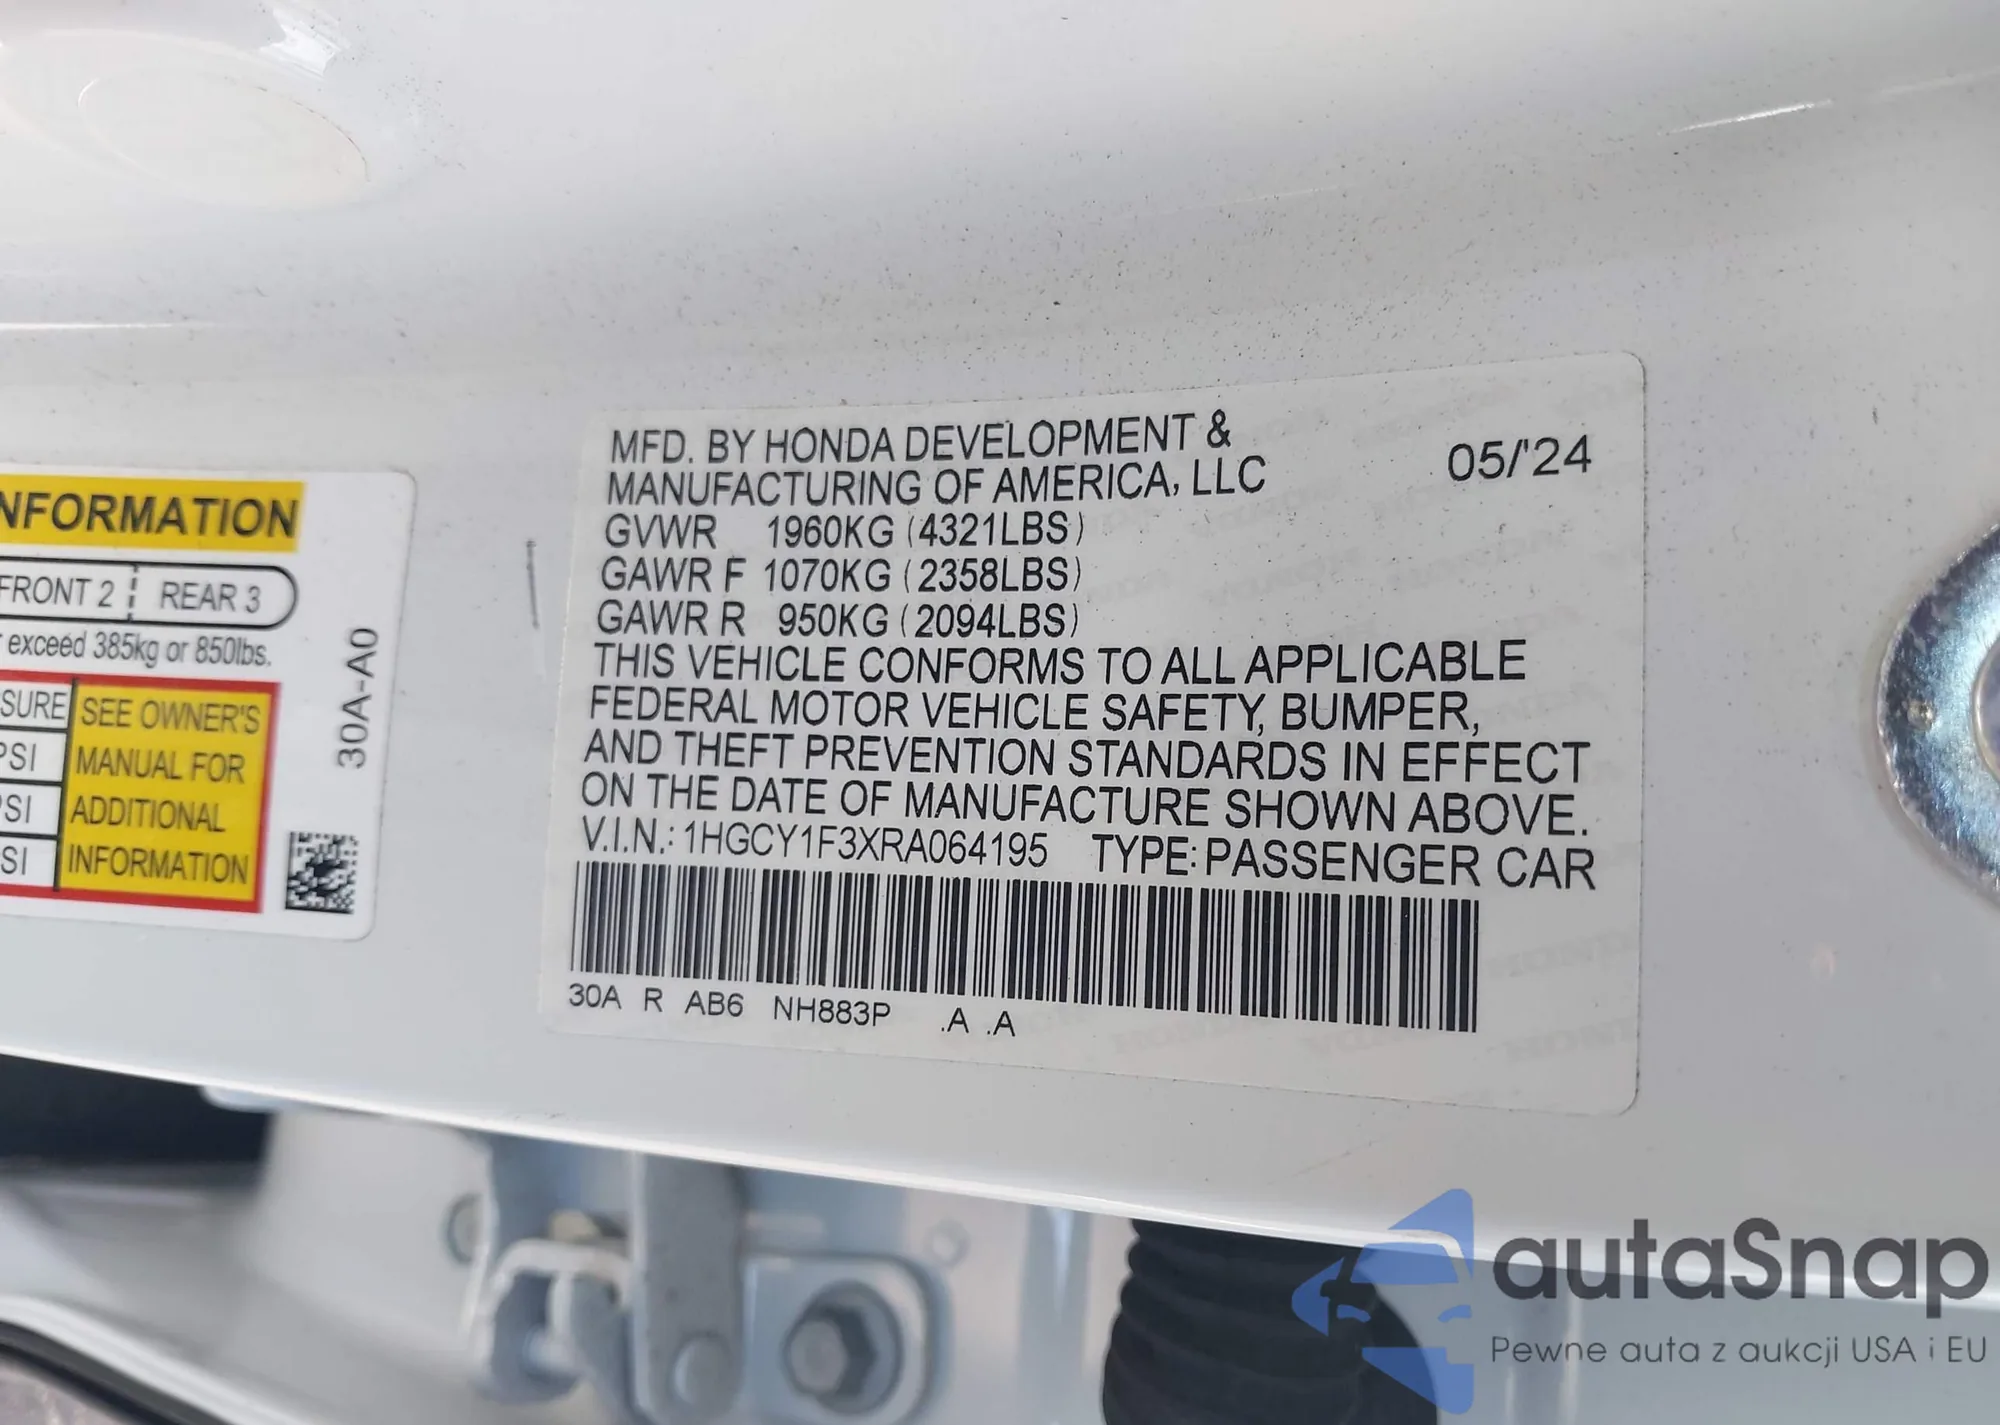 NFORMATION
FRONT 2 REAR 3
exceed 385kg or 850lbs.
SURE
PSI
PSI
SI
SEE OWNER'S
MANUAL FOR
ADDITIONAL
INFORMATION
30A-A0
MFD. BY HONDA DEVELOPMENT &
MANUFACTURING OF AMERICA, LLC
05/'24
GVWR 1960KG (4321LBS)
GAWR F 1070KG (2358LBS)
GAWR R 950KG (2094LBS)
THIS VEHICLE CONFORMS TO ALL APPLICABLE
FEDERAL MOTOR VEHICLE SAFETY, BUMPER,
AND THEFT PREVENTION STANDARDS IN EFFECT
ON THE DATE OF MANUFACTURE SHOWN ABOVE.
V.I.N.: 1HGCY1F3XRA064195 TYPE: PASSENGER CAR
30A R AB6 NH883P .A .A
autaSnap
Pewne auta z aukcji USA i EU